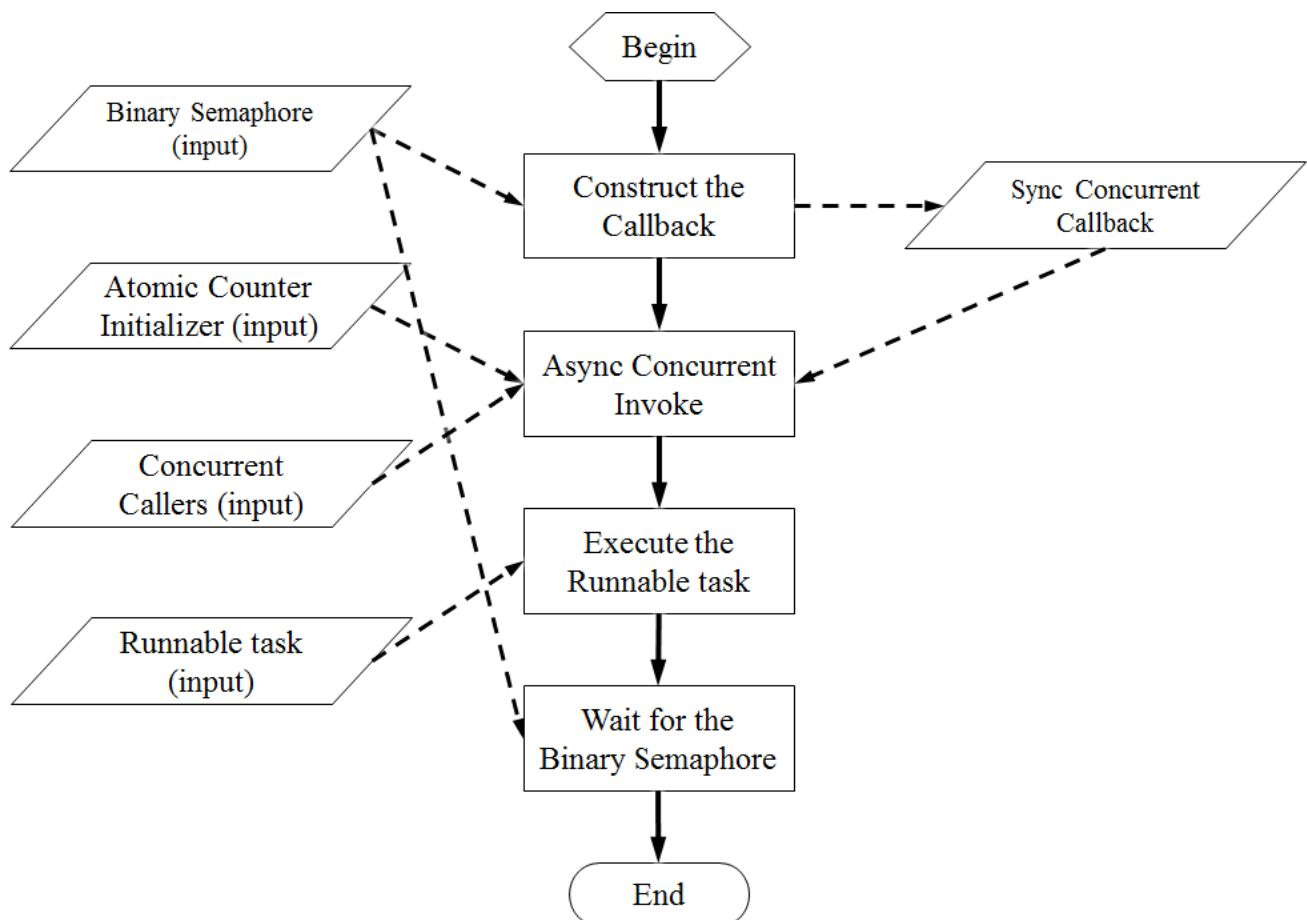 Begin
Binary Semaphore
(input)
Construct the
Callback
Sync Concurrent
Callback
Atomic Counter
Initializer (input)
Async Concurrent
Invoke
Concurrent
Callers (input)
Execute the
Runnable task
Runnable task
(input)
Wait for the
Binary Semaphore
End